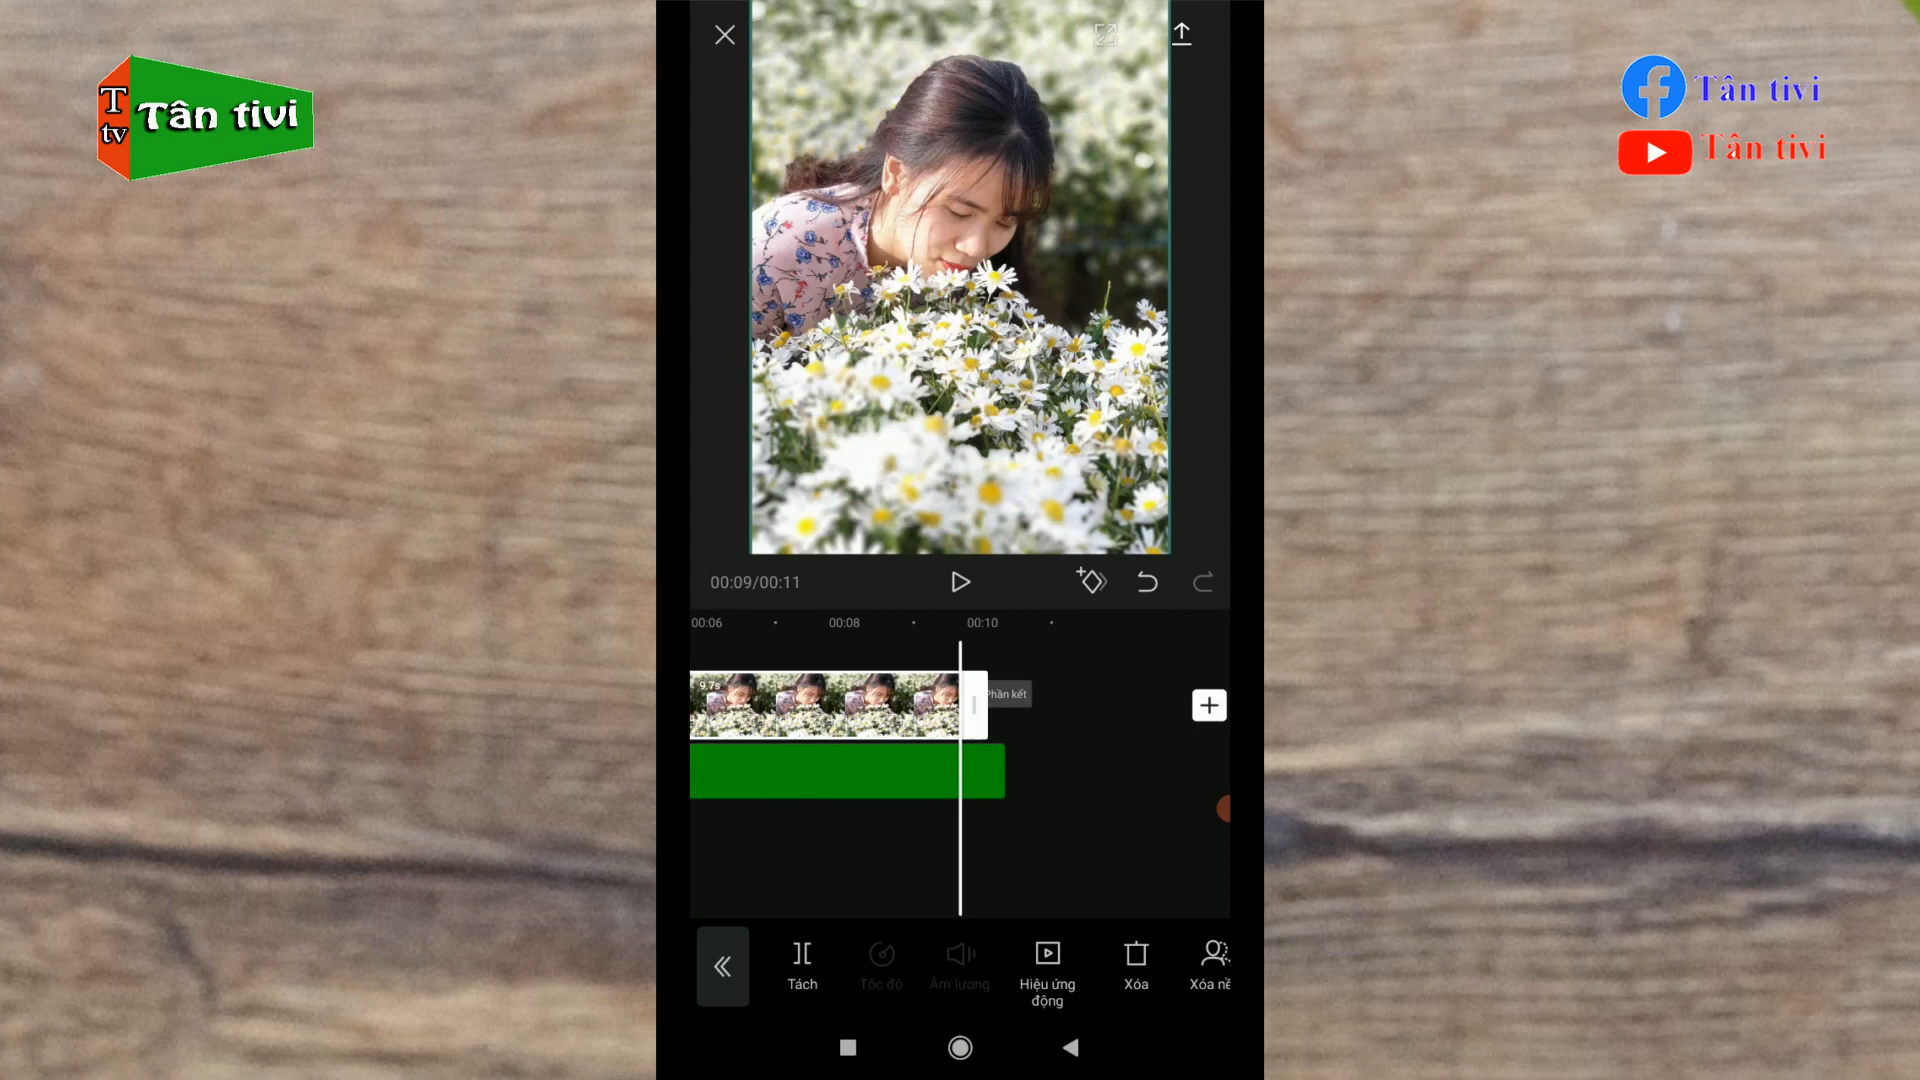 T
tv
Tân tivi
Tân tivi
Tân tivi
00:09/00:11
00:06
00:08
00:10
9.7s
Phần kết
Tách
Tốc độ
Âm lượng
Hiệu ứng
động
Xóa
Xóa nề